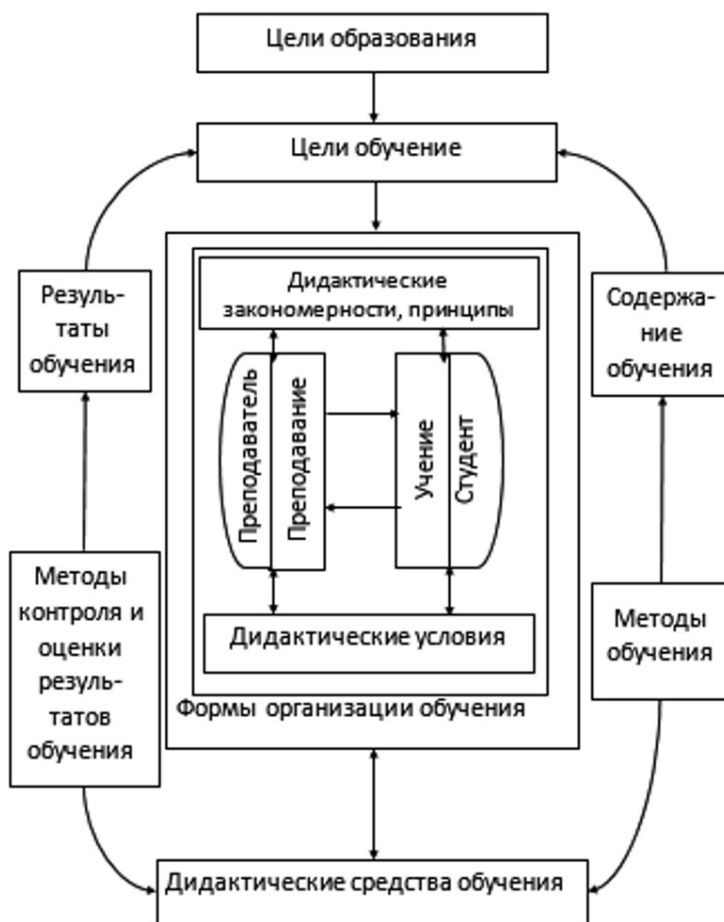 Цели образования
Цели обучение
Дидактические
закономерности, принципы
Резуль-
таты
обучения
Содержа-
ние
обучения
Преподаватель
Преподавание
Учение
Студент
Методы
контроля и
оценки
резуль-
татов
обучения
Методы
обучения
Дидактические условия
Формы организации обучения
Дидактические средства обучения